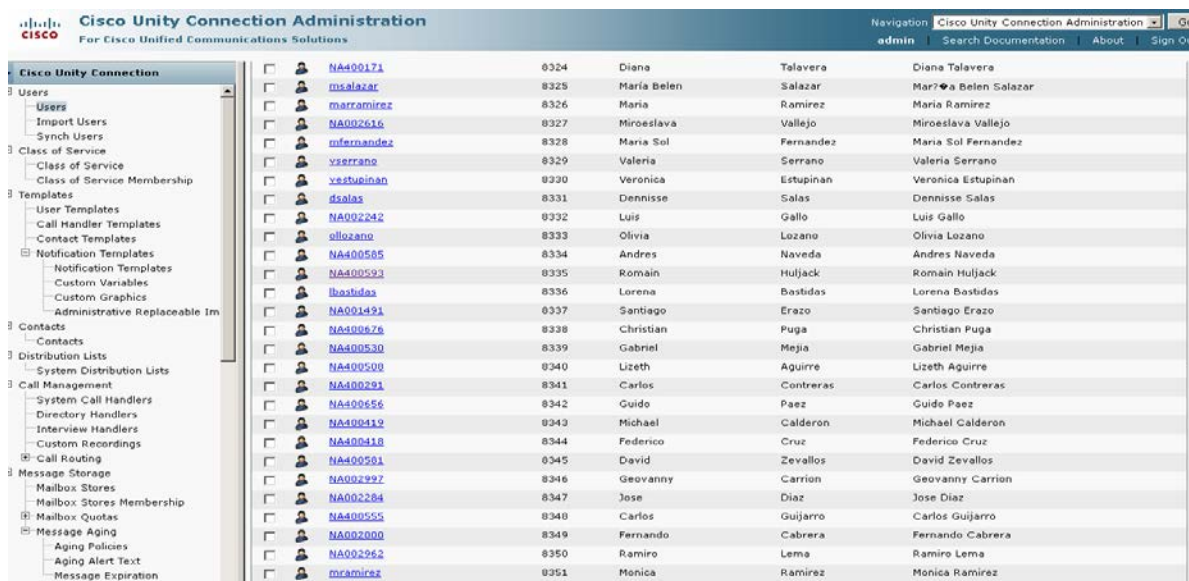 cisco
Cisco Unity Connection Administration
For Cisco Unified Communications Solutions
Navigation Cisco Unity Connection Administration
admin | Search Documentation | About | Sign
Cisco Unity Connection
Users
Users
Import Users
Synch Users
Class of Service
Class of Service
Class of Service Membership
Templates
User Templates
Call Handler Templates
Contact Templates
Notification Templates
Notification Templates
Custom Variables
Custom Graphics
Administrative Replaceable Im
Contacts
Contacts
Distribution Lists
System Distribution Lists
Call Management
System Call Handlers
Directory Handlers
Interview Handlers
Custom Recordings
Call Routing
Message Storage
Mailbox Stores
Mailbox Stores Membership
Mailbox Quotas
Message Aging
Aging Policies
Aging Alert Text
Message Expiration
NA400171 8324 Diana Talavera Diana Talavera
msalazar 8325 María Belen Salazar Mar?�a Belen Salazar
marramirez 8326 Maria Ramirez Maria Ramirez
NA002616 8327 Miroeslava Vallejo Miroeslava Vallejo
mfernandez 8328 Maria Sol Fernandez Maria Sol Fernandez
vserrano 8329 Valeria Serrano Valeria Serrano
vestupinan 8330 Veronica Estupinan Veronica Estupinan
dsalas 8331 Dennisse Salas Dennisse Salas
NA002242 8332 Luis Gallo Luis Gallo
ollozano 8333 Olivia Lozano Olivia Lozano
NA400585 8334 Andres Naveda Andres Naveda
NA400593 8335 Romain Huljack Romain Huljack
lbastidas 8336 Lorena Bastidas Lorena Bastidas
NA001491 8337 Santiago Erazo Santiago Erazo
NA400676 8338 Christian Puga Christian Puga
NA400530 8339 Gabriel Mejia Gabriel Mejia
NA400508 8340 Lizeth Aguirre Lizeth Aguirre
NA400291 8341 Carlos Contreras Carlos Contreras
NA400656 8342 Guido Paez Guido Paez
NA400419 8343 Michael Calderon Michael Calderon
NA400418 8344 Federico Cruz Federico Cruz
NA400581 8345 David Zevallos David Zevallos
NA002997 8346 Geovanny Carrion Geovanny Carrion
NA002284 8347 Jose Diaz Jose Diaz
NA400555 8348 Carlos Guijarro Carlos Guijarro
NA002000 8349 Fernando Cabrera Fernando Cabrera
NA002962 8350 Ramiro Lema Ramiro Lema
mramirez 8351 Monica Ramirez Monica Ramirez